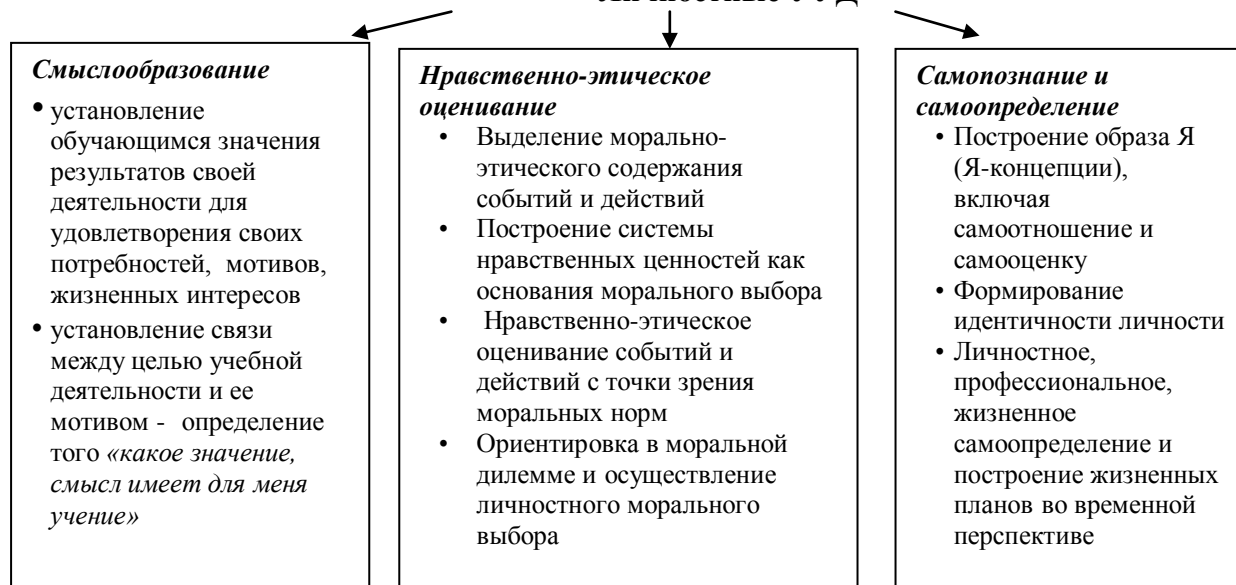 Личностные УУД
Смыслообразование
• установление
обучающимся значения
результатов своей
деятельности для
удовлетворения своих
потребностей, мотивов,
жизненных интересов
• установление связи
между целью учебной
деятельности и ее
мотивом - определение
того «какое значение,
смысл имеет для меня
учение»
Нравственно-этическое
оценивание
• Выделение морально-
этического содержания
событий и действий
• Построение системы
нравственных ценностей как
основания морального выбора
• Нравственно-этическое
оценивание событий и
действий с точки зрения
моральных норм
• Ориентировка в моральной
дилемме и осуществление
личностного морального
выбора
Самопознание и
самоопределение
• Построение образа Я
(Я-концепции),
включая
самоотношение и
самооценку
• Формирование
идентичности личности
• Личностное,
профессиональное,
жизненное
самоопределение и
построение жизненных
планов во временной
перспективе